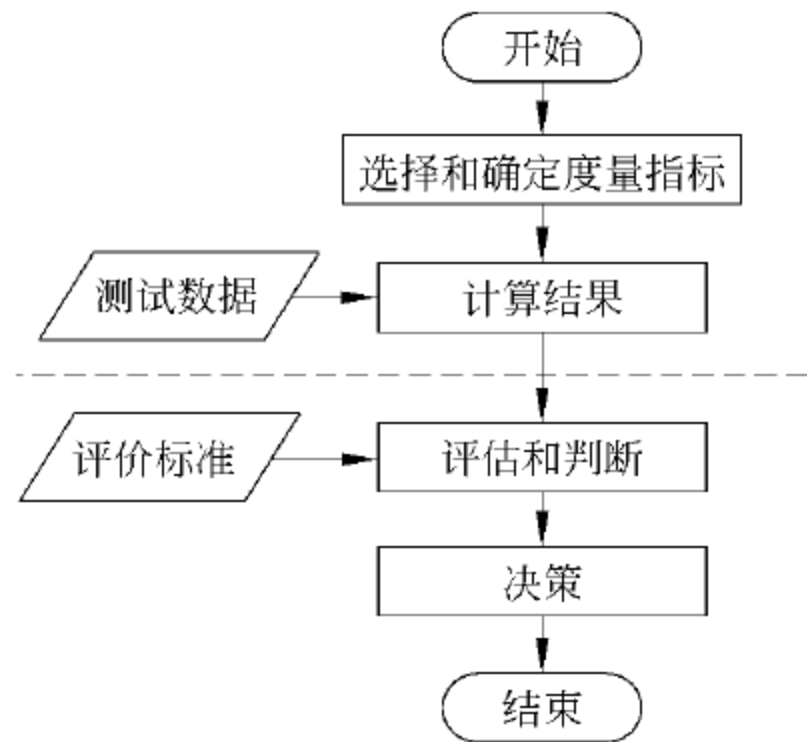 开始
选择和确定度量指标
测试数据
计算结果
评价标准
评估和判断
决策
结束